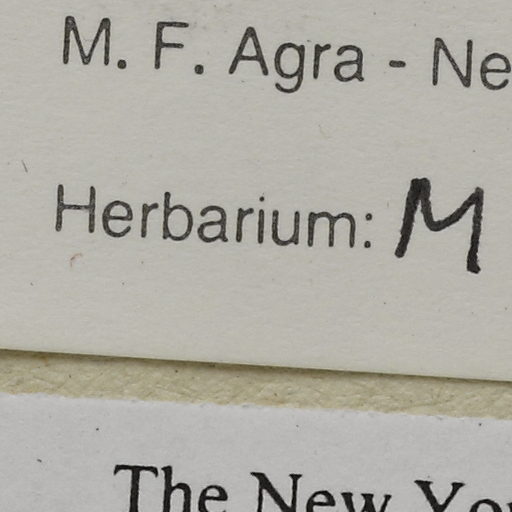 M. F. Agra - Ne
Herbarium: M
The New Yo